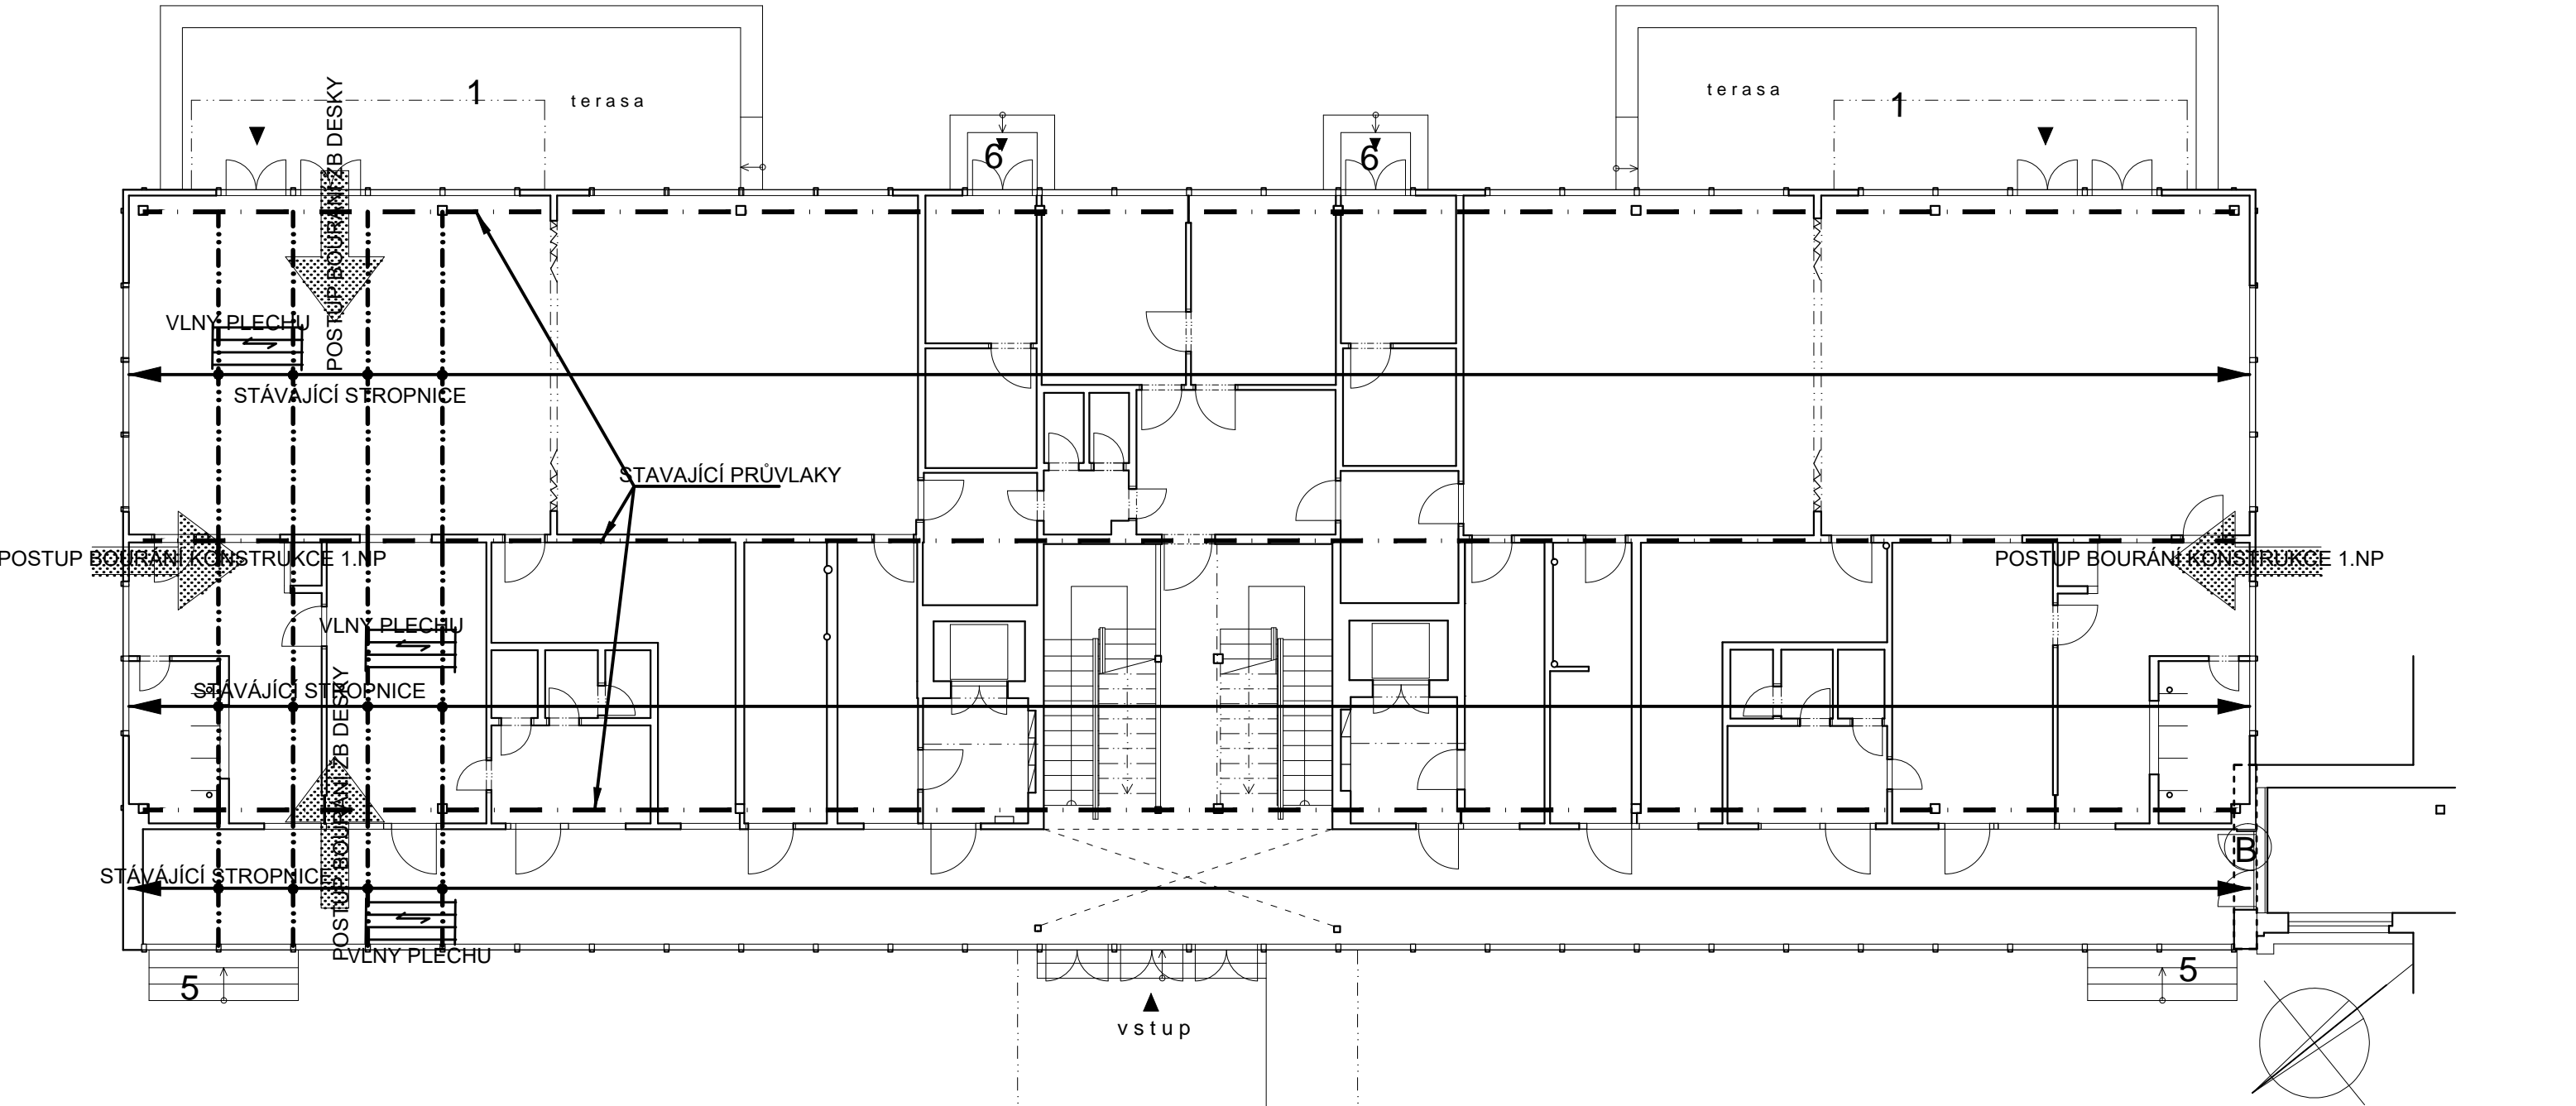 1
terasa
terasa
1
6
6
POSTUP BOURÁNÍ ŽB DESKY
VLNY PLECHU
STÁVAJÍCÍ STROPNICE
STAVAJÍCÍ PRŮVLAKY
POSTUP BOURÁNÍ KONSTRUKCE 1.NP
POSTUP BOURÁNÍ KONSTRUKCE 1.NP
VLNY PLECHU
STÁVÁJÍCÍ STROPNICE
POSTUP BOURÁNÍ ŽB DESKY
B
STÁVÁJÍCÍ STROPNICE
VLNY PLECHU
5
5
vstup